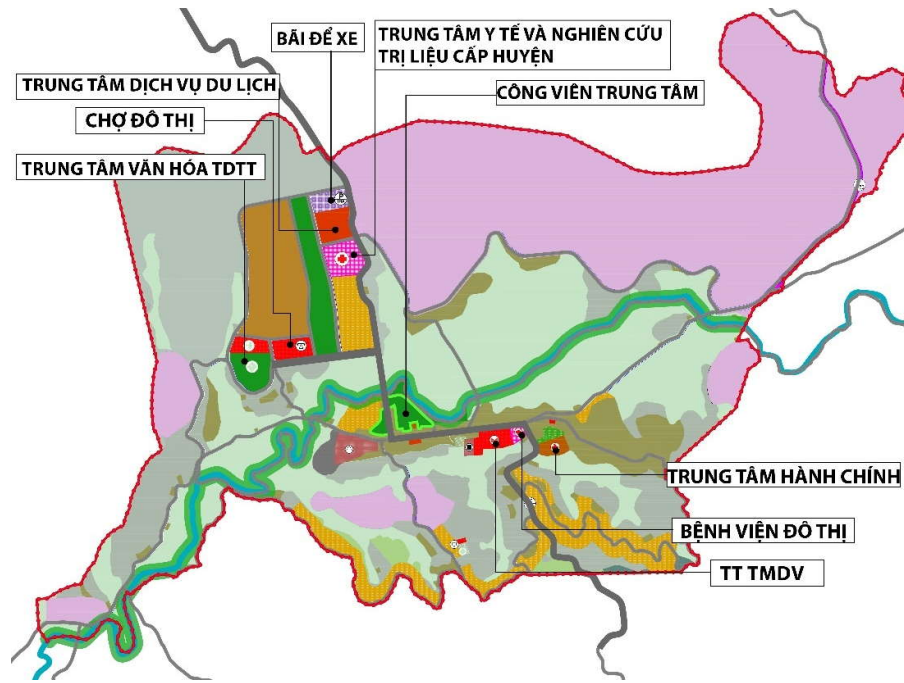 BÃI ĐỂ XE
TRUNG TÂM Y TẾ VÀ NGHIÊN CỨU
TRỊ LIỆU CẤP HUYỆN
TRUNG TÂM DỊCH VỤ DU LỊCH
CÔNG VIÊN TRUNG TÂM
CHỢ ĐÔ THỊ
TRUNG TÂM VĂN HÓA TDTT
TRUNG TÂM HÀNH CHÍNH
BỆNH VIỆN ĐÔ THỊ
TT TMDV